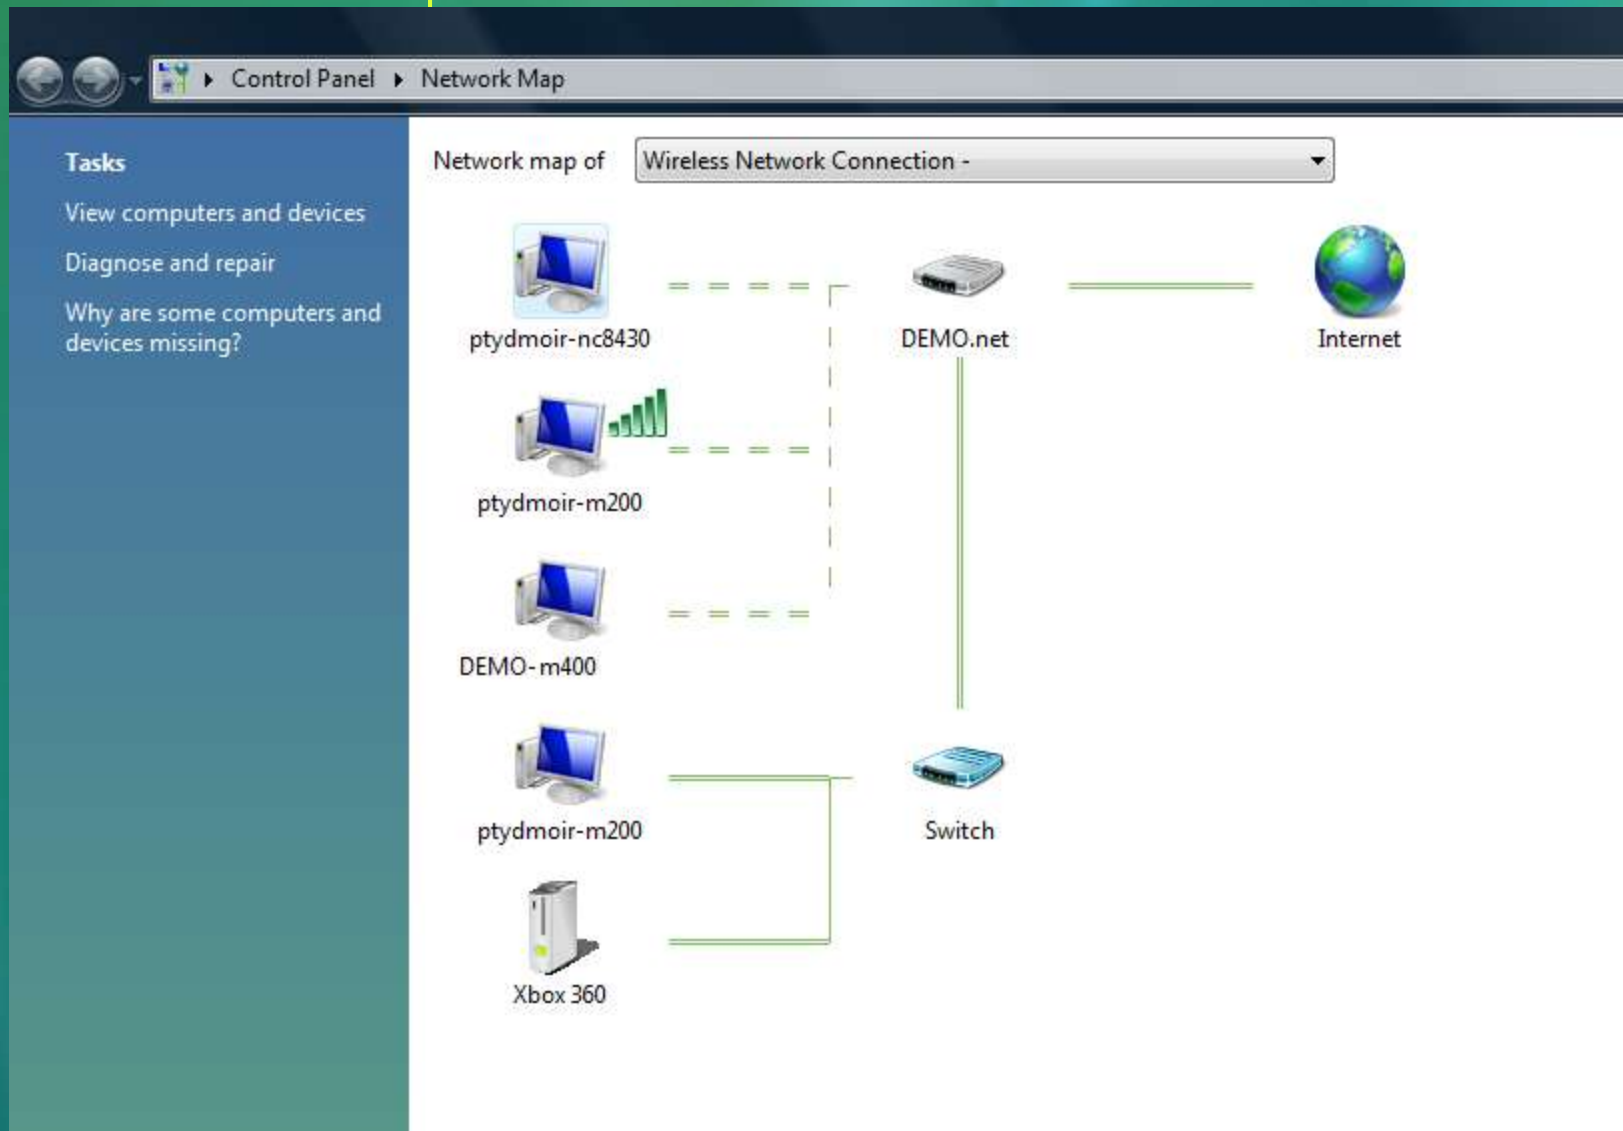 Control Panel
Network Map
Tasks
View computers and devices
Diagnose and repair
Why are some computers and
devices missing?
Network map of
Wireless Network Connection -
ptydmoir-nc8430
DEMO.net
Internet
ptydmoir-m200
DEMO-m400
ptydmoir-m200
Switch
Xbox 360